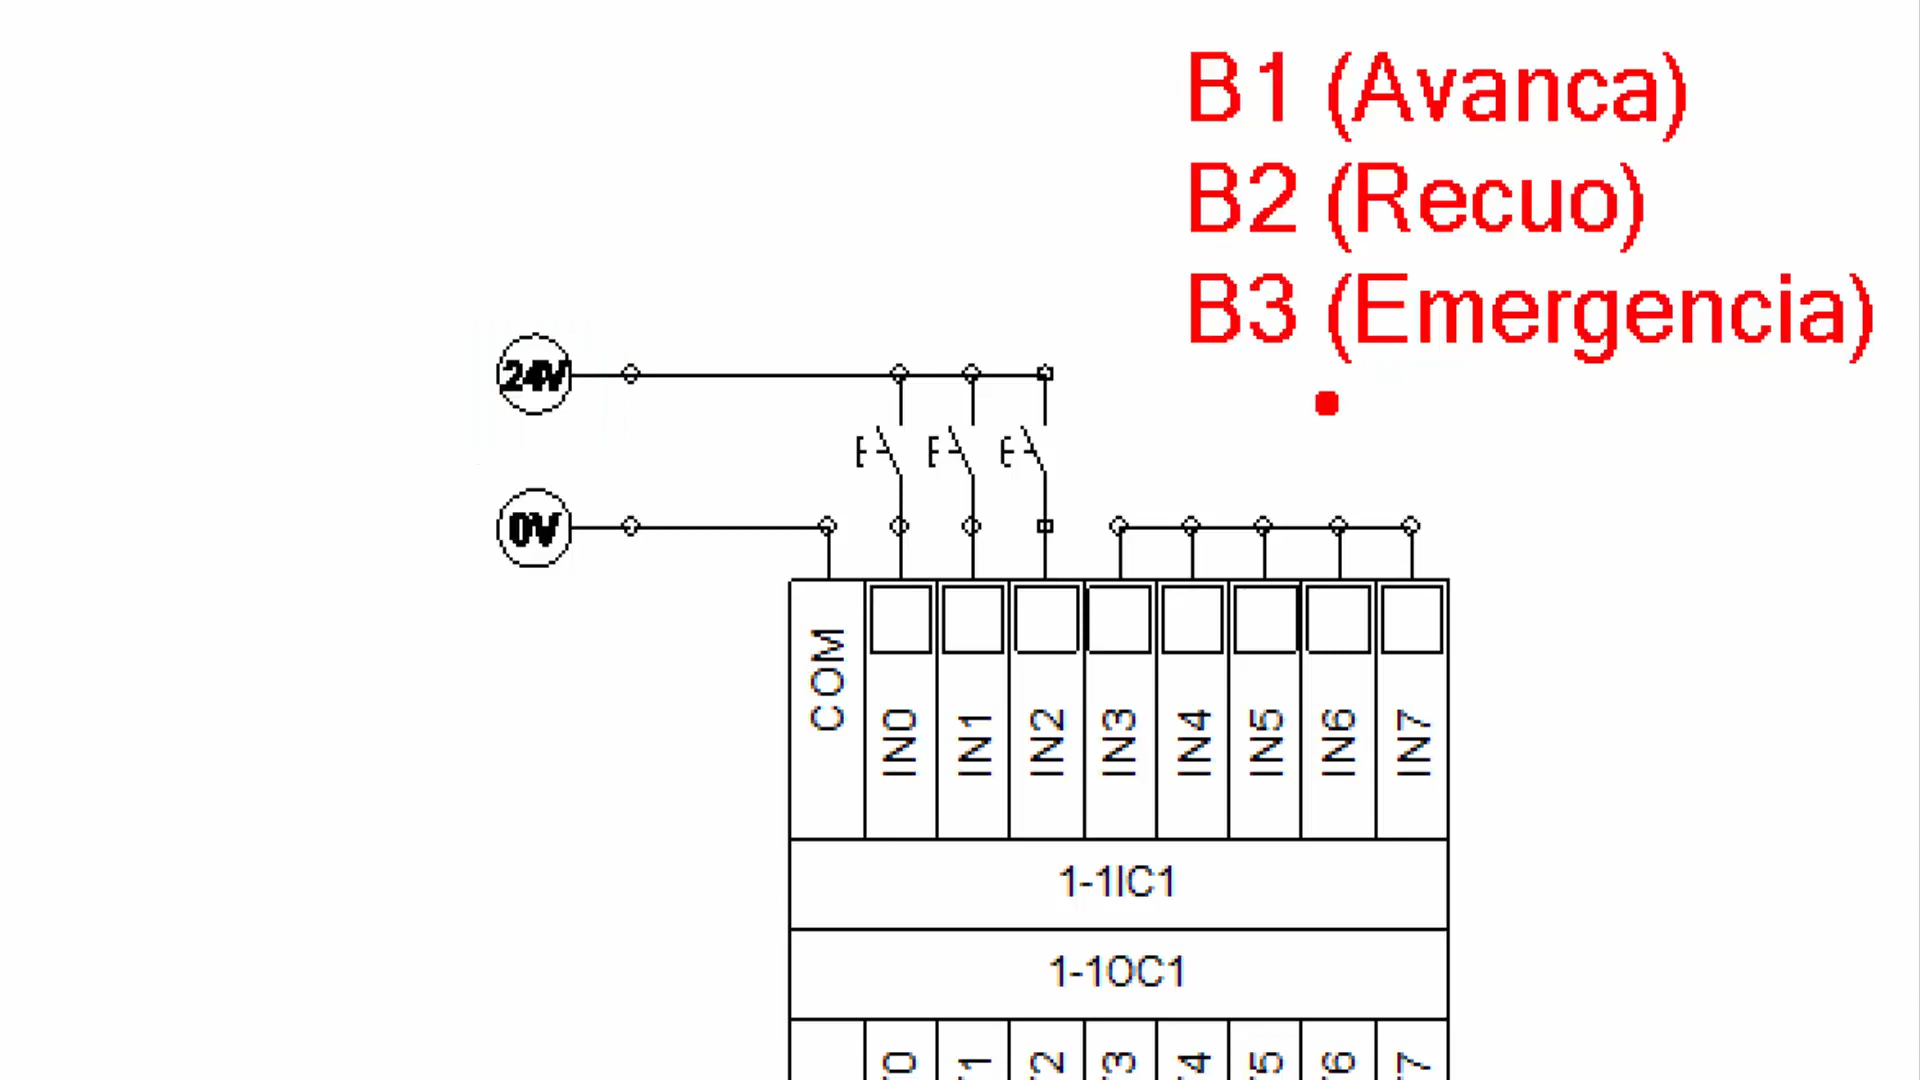 B1 (Avanca)
B2 (Recuo)
B3 (Emergencia)
24V
0V
COM
IN0
IN1
IN2
IN3
IN4
IN5
IN6
IN7
1-1IC1
1-1OC1